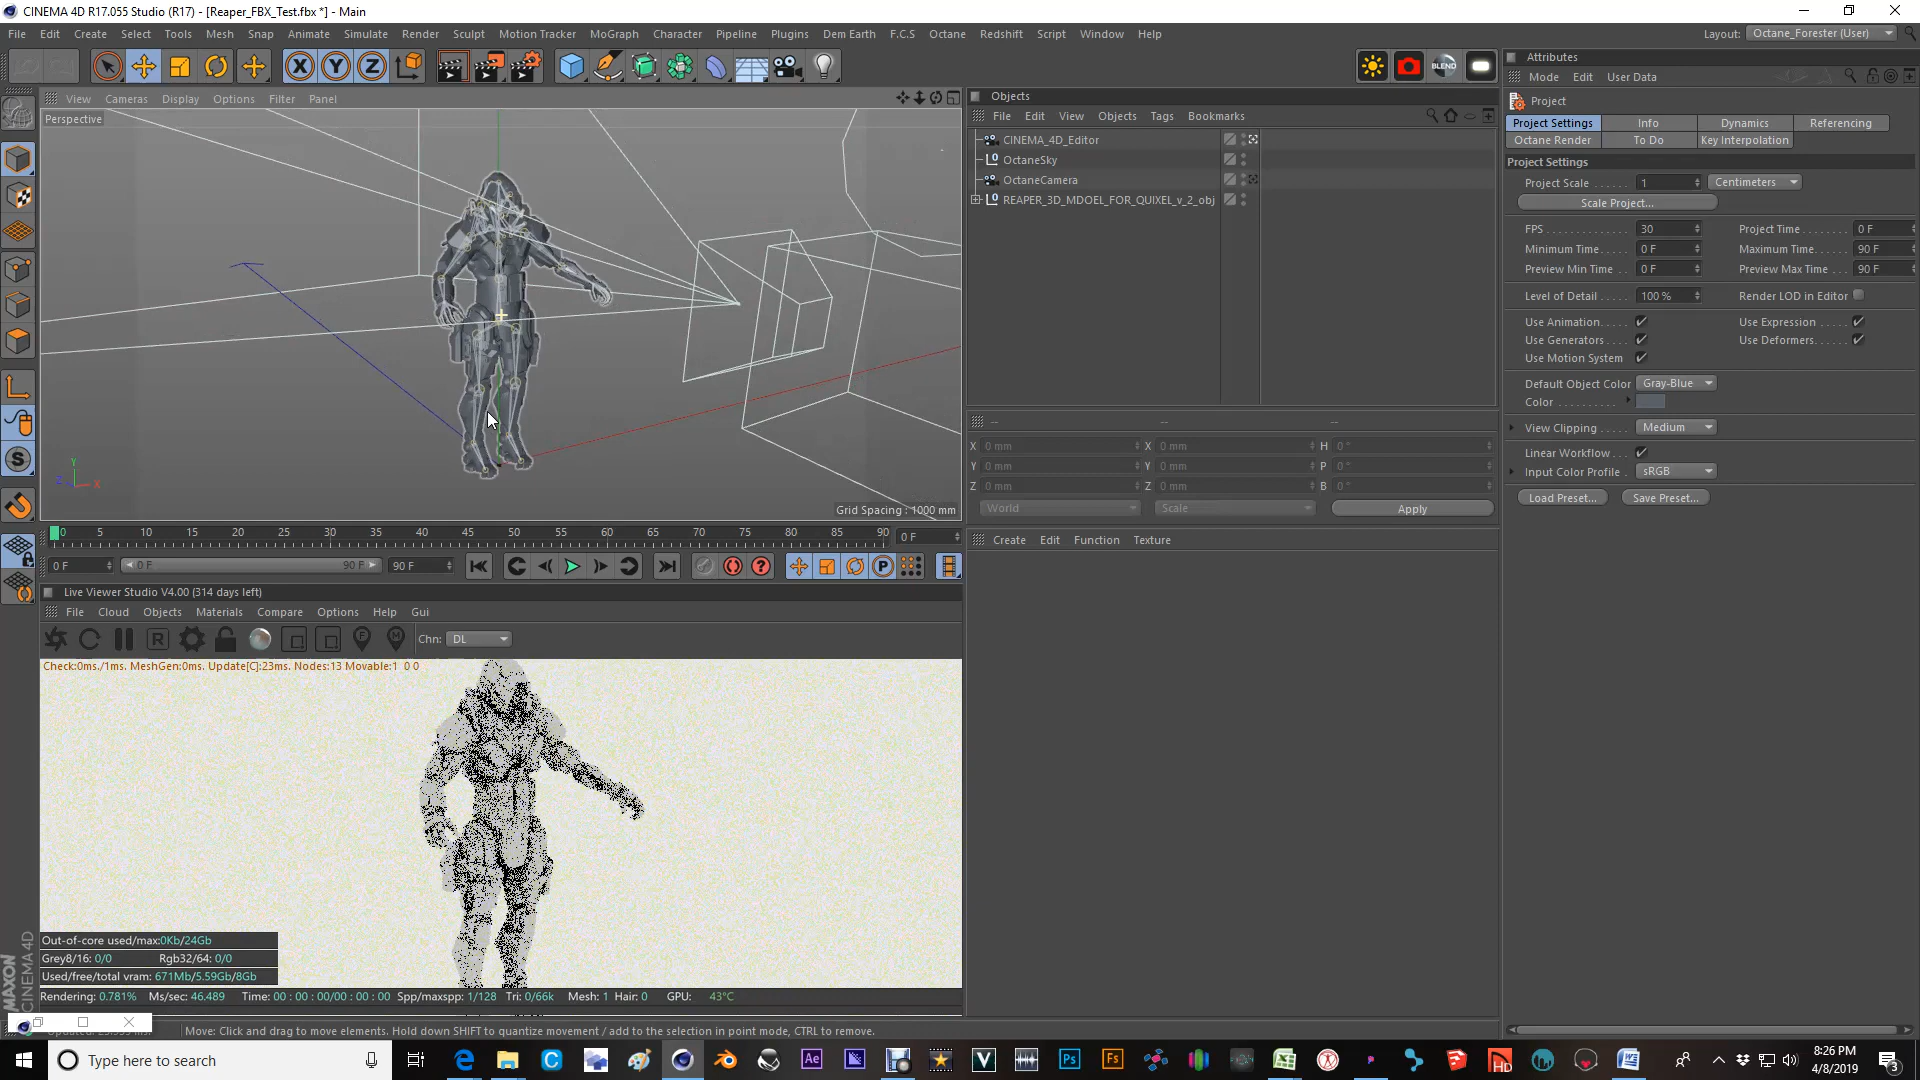 CINEMA 4D R17.055 Studio (R17) - [Reaper_FBX_Test.fbx *] - Main
File Edit Create Select Tools Mesh Snap Animate Simulate Render Sculpt Motion Tracker MoGraph Character Pipeline Plugins Dem Earth F.C.S Octane Redshift Script Window Help
Layout: Octane_Forester (User)
BLEND
View Cameras Display Options Filter Panel
Perspective
Grid Spacing : 1000 mm
Y
Z
X
0 5 10 15 20 25 30 35 40 45 50 55 60 65 70 75 80 85 90
0 F
0 F
0 F
90 F
90 F
Live Viewer Studio V4.00 (314 days left)
File Cloud Objects Materials Compare Options Help Gui
Chn: DL
Check:0ms./1ms. MeshGen:0ms. Update[C]:23ms. Nodes:13 Movable:1 0 0
Out-of-core used/max:0Kb/24Gb
Grey8/16: 0/0 Rgb32/64: 0/0
Used/free/total vram: 671Mb/5.59Gb/8Gb
Rendering: 0.781% Ms/sec: 46.489 Time: 00 : 00 : 00/00 : 00 : 00 Spp/maxspp: 1/128 Tri: 0/66k Mesh: 1 Hair: 0 GPU: 43°C
MAXON
CINEMA 4D
Move: Click and drag to move elements. Hold down SHIFT to quantize movement / add to the selection in point mode, CTRL to remove.
Objects
File Edit View Objects Tags Bookmarks
CINEMA_4D_Editor
OctaneSky
OctaneCamera
REAPER_3D_MDOEL_FOR_QUIXEL_v_2_obj
-- -- --
X 0 mm X 0 mm H 0 °
Y 0 mm Y 0 mm P 0 °
Z 0 mm Z 0 mm B 0 °
World Scale Apply
Create Edit Function Texture
Attributes
Mode Edit User Data
Project
Project Settings Info Dynamics Referencing
Octane Render To Do Key Interpolation
Project Settings
Project Scale 1 Centimeters
Scale Project...
FPS 30 Project Time 0 F
Minimum Time 0 F Maximum Time 90 F
Preview Min Time 0 F Preview Max Time 90 F
Level of Detail 100 % Render LOD in Editor
Use Animation Use Expression
Use Generators Use Deformers
Use Motion System
Default Object Color Gray-Blue
Color
View Clipping Medium
Linear Workflow
Input Color Profile sRGB
Load Preset... Save Preset...
Type here to search
8:26 PM
4/8/2019
3